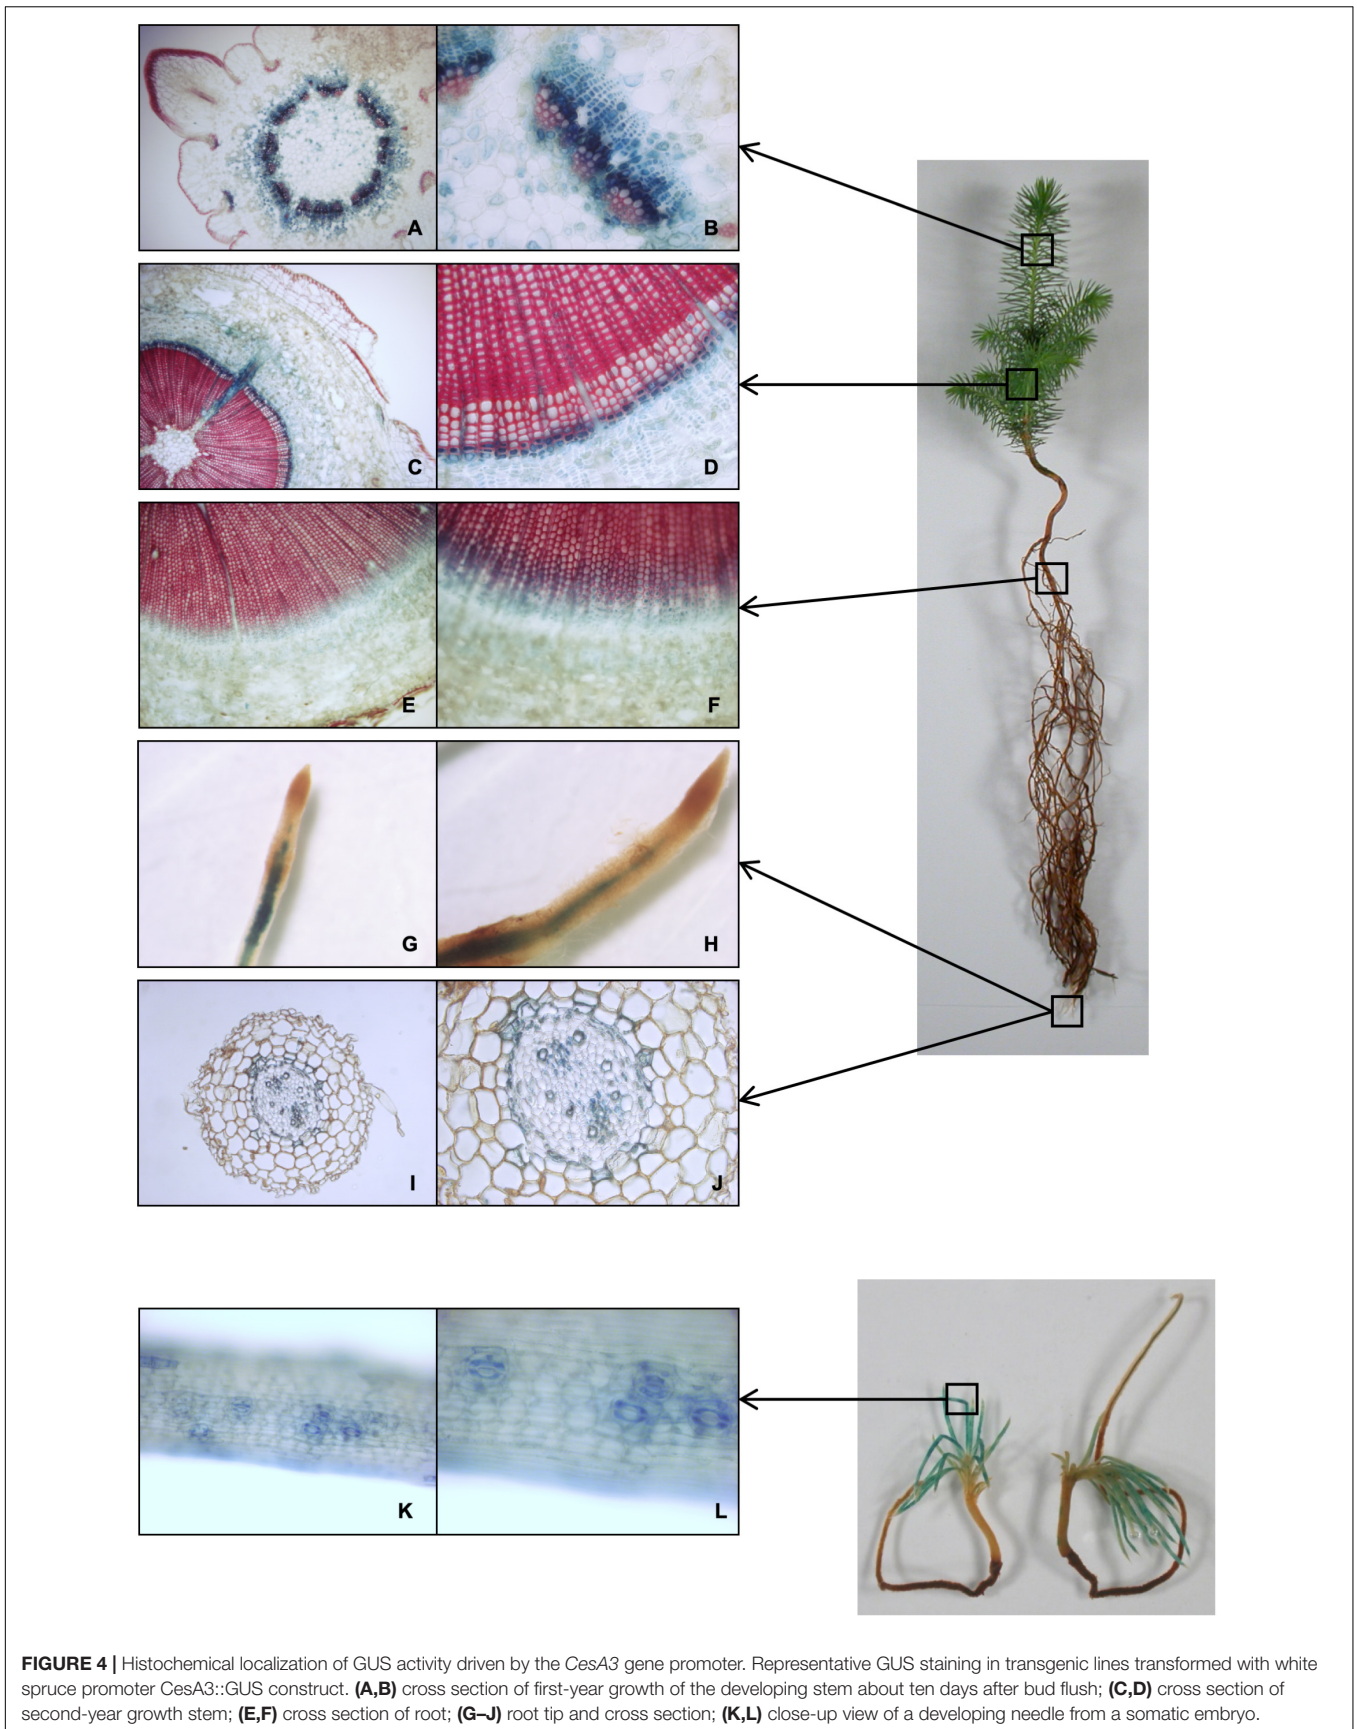 A
B
C
D
E
F
G
H
I
J
K
L
FIGURE 4 | Histochemical localization of GUS activity driven by the CesA3 gene promoter. Representative GUS staining in transgenic lines transformed with white
spruce promoter CesA3::GUS construct. (A,B) cross section of first-year growth of the developing stem about ten days after bud flush; (C,D) cross section of
second-year growth stem; (E,F) cross section of root; (G–J) root tip and cross section; (K,L) close-up view of a developing needle from a somatic embryo.